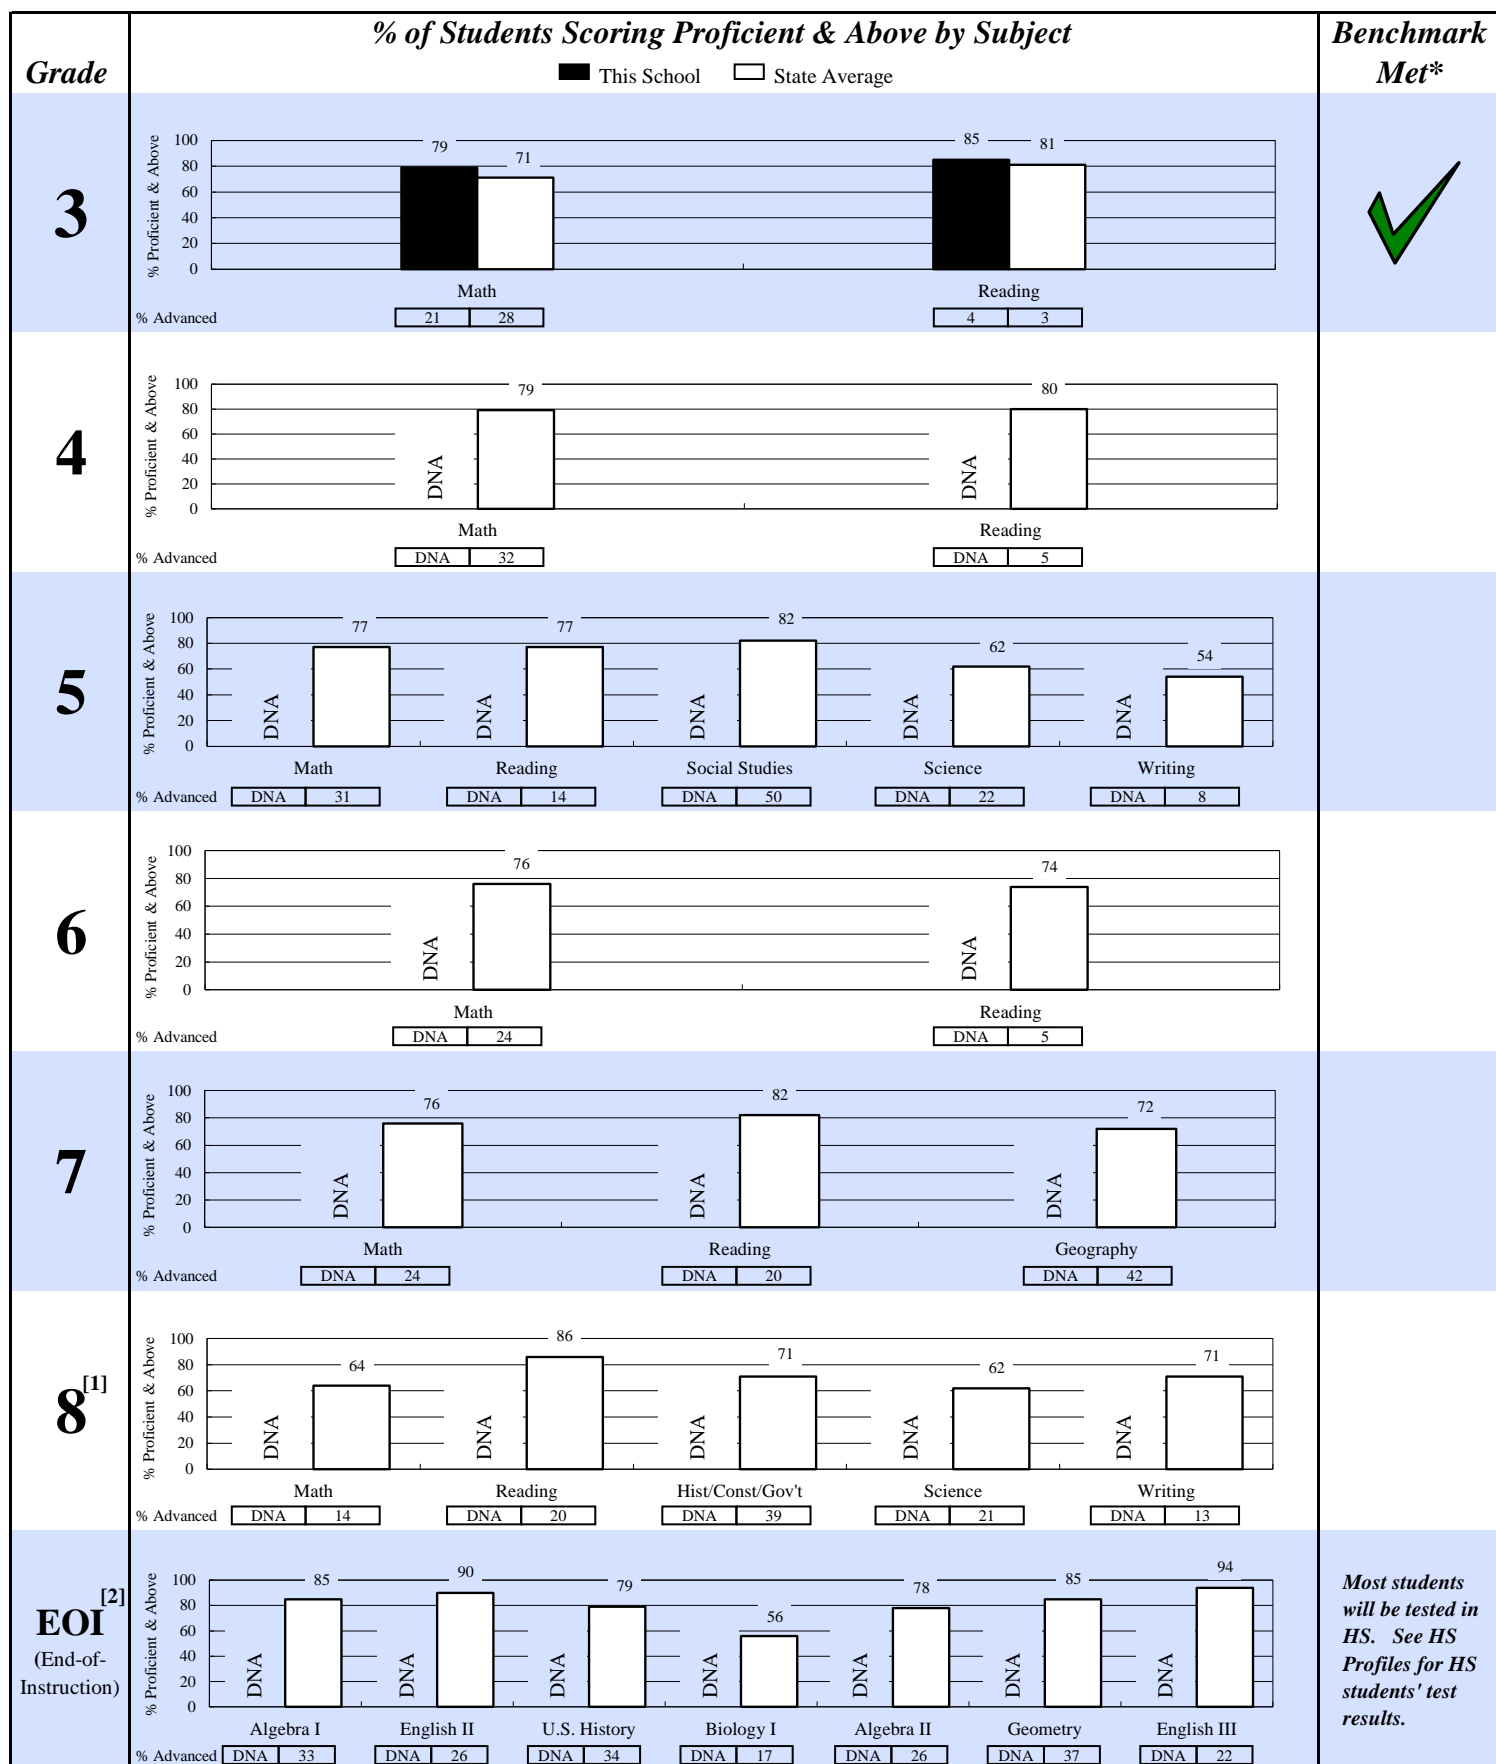 % of Students Scoring Proficient & Above by Subject
Benchmark
Met*
Grade
This School State Average
3
% Proficient & Above
100
80
60
40
20
0
79
71
85
81
Math Reading
% Advanced 21 28 4 3
4
% Proficient & Above
100
80
60
40
20
0
DNA
79
DNA
80
Math Reading
% Advanced DNA 32 DNA 5
5
% Proficient & Above
100
80
60
40
20
0
DNA
77
DNA
77
DNA
82
DNA
62
DNA
54
Math Reading Social Studies Science Writing
% Advanced DNA 31 DNA 14 DNA 50 DNA 22 DNA 8
6
% Proficient & Above
100
80
60
40
20
0
DNA
76
DNA
74
Math Reading
% Advanced DNA 24 DNA 5
7
% Proficient & Above
100
80
60
40
20
0
DNA
76
DNA
82
DNA
72
Math Reading Geography
% Advanced DNA 24 DNA 20 DNA 42
8[1]
% Proficient & Above
100
80
60
40
20
0
DNA
64
DNA
86
DNA
71
DNA
62
DNA
71
Math Reading Hist/Const/Gov't Science Writing
% Advanced DNA 14 DNA 20 DNA 39 DNA 21 DNA 13
EOI[2]
(End-of-
Instruction)
% Proficient & Above
100
80
60
40
20
0
DNA
85
DNA
90
DNA
79
DNA
56
DNA
78
DNA
85
DNA
94
Algebra I English II U.S. History Biology I Algebra II Geometry English III
% Advanced DNA 33 DNA 26 DNA 34 DNA 17 DNA 26 DNA 37 DNA 22
Most students
will be tested in
HS. See HS
Profiles for HS
students' test
results.